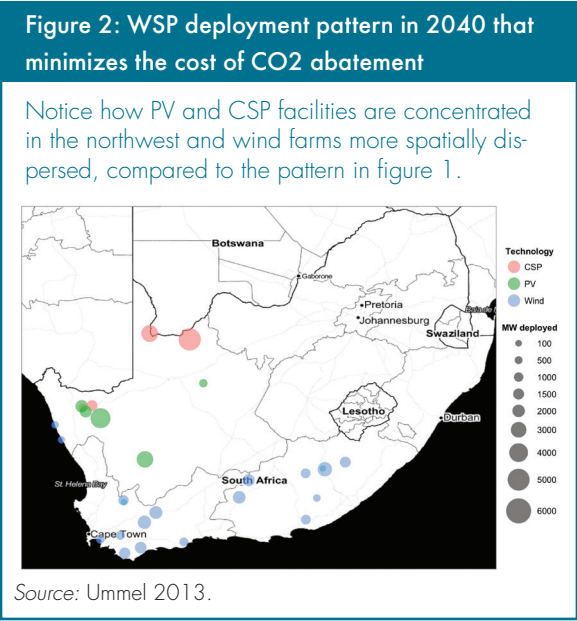 Figure 2: WSP deployment pattern in 2040 that
minimizes the cost of CO2 abatement
Notice how PV and CSP facilities are concentrated
in the northwest and wind farms more spatially dis-
persed, compared to the pattern in figure 1.
Botswana
Gaborone
Pretoria
Johannesburg
Swaziland
Lesotho
Durban
St. Helena Bay
South Africa
Cape Town
Technology
CSP
PV
Wind
MW deployed
100
500
1000
1500
2000
3000
4000
5000
6000
Source: Ummel 2013.